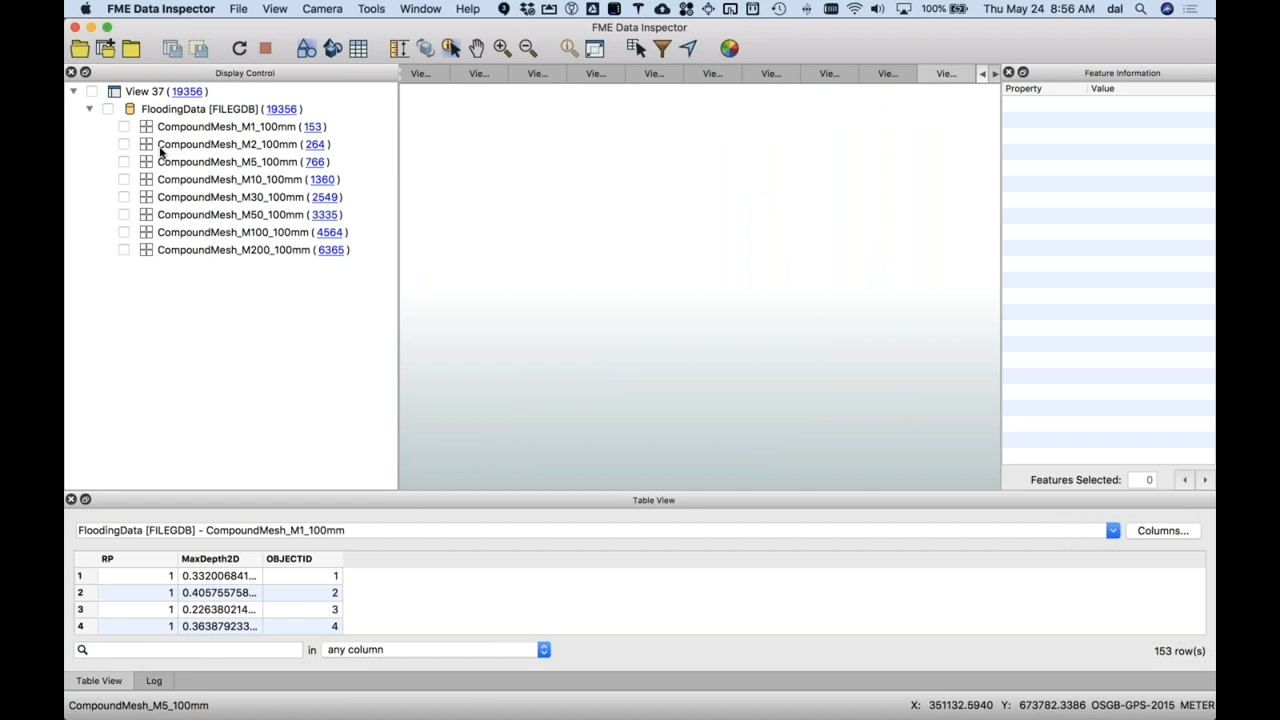 FME Data Inspector File View Camera Tools Window Help 100% Thu May 24 8:56 AM dal
FME Data Inspector
Display Control
Vie... Vie... Vie... Vie... Vie... Vie... Vie... Vie... Vie... Vie...
Feature Information
View 37 (19356)
Property Value
FloodingData [FILEGDB] (19356)
CompoundMesh_M1_100mm (153)
CompoundMesh_M2_100mm (264)
CompoundMesh_M5_100mm (766)
CompoundMesh_M10_100mm (1360)
CompoundMesh_M30_100mm (2549)
CompoundMesh_M50_100mm (3335)
CompoundMesh_M100_100mm (4564)
CompoundMesh_M200_100mm (6365)
Features Selected: 0
Table View
FloodingData [FILEGDB] - CompoundMesh_M1_100mm
Columns...
RP MaxDepth2D OBJECTID
1 1 0.332006841... 1
2 1 0.405755758... 2
3 1 0.226380214... 3
4 1 0.363879233... 4
in any column
153 row(s)
Table View Log
CompoundMesh_M5_100mm
X: 351132.5940 Y: 673782.3386 OSGB-GPS-2015 METER